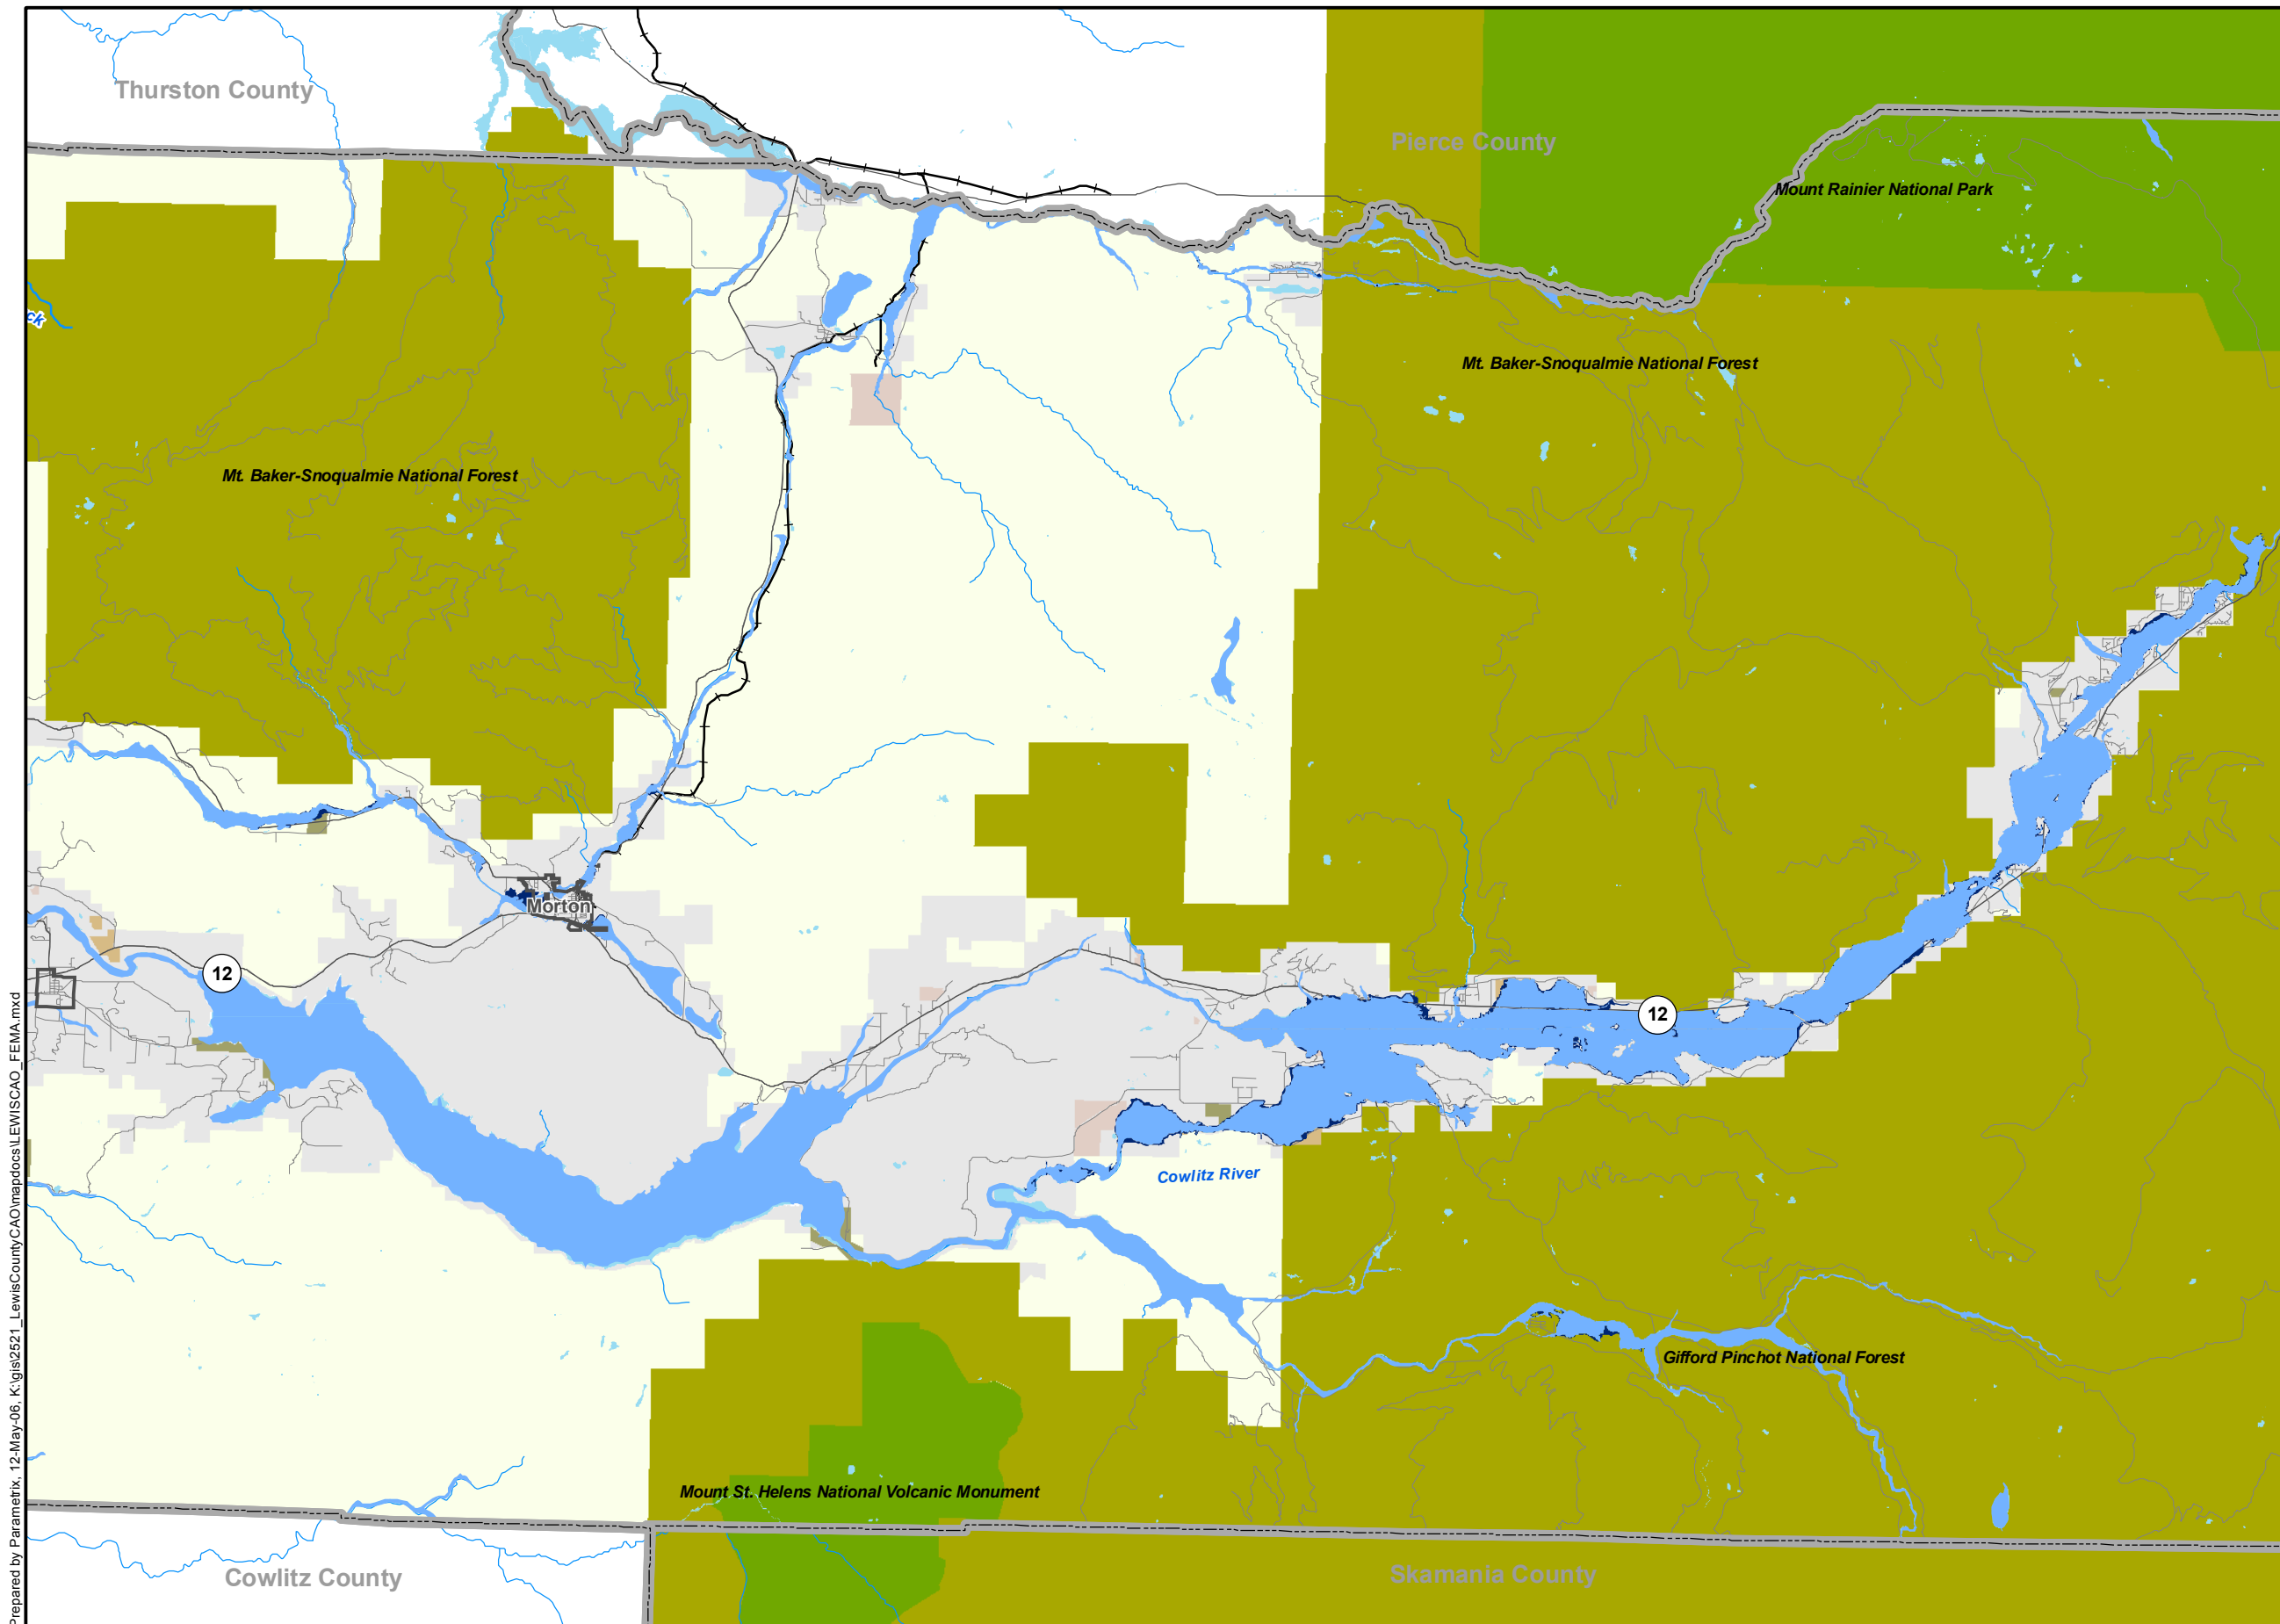 Thurston County
Pierce County
Mount Rainier National Park
ck
Mt. Baker-Snoqualmie National Forest
Mt. Baker-Snoqualmie National Forest
Morton
12
12
Cowlitz River
Gifford Pinchot National Forest
Mount St. Helens National Volcanic Monument
Cowlitz County
Skamania County
Prepared by Parametrix, 12-May-06, K:\gis\2521_LewisCountyCAO\mapdocs\LEWISCAO_FEMA.mxd